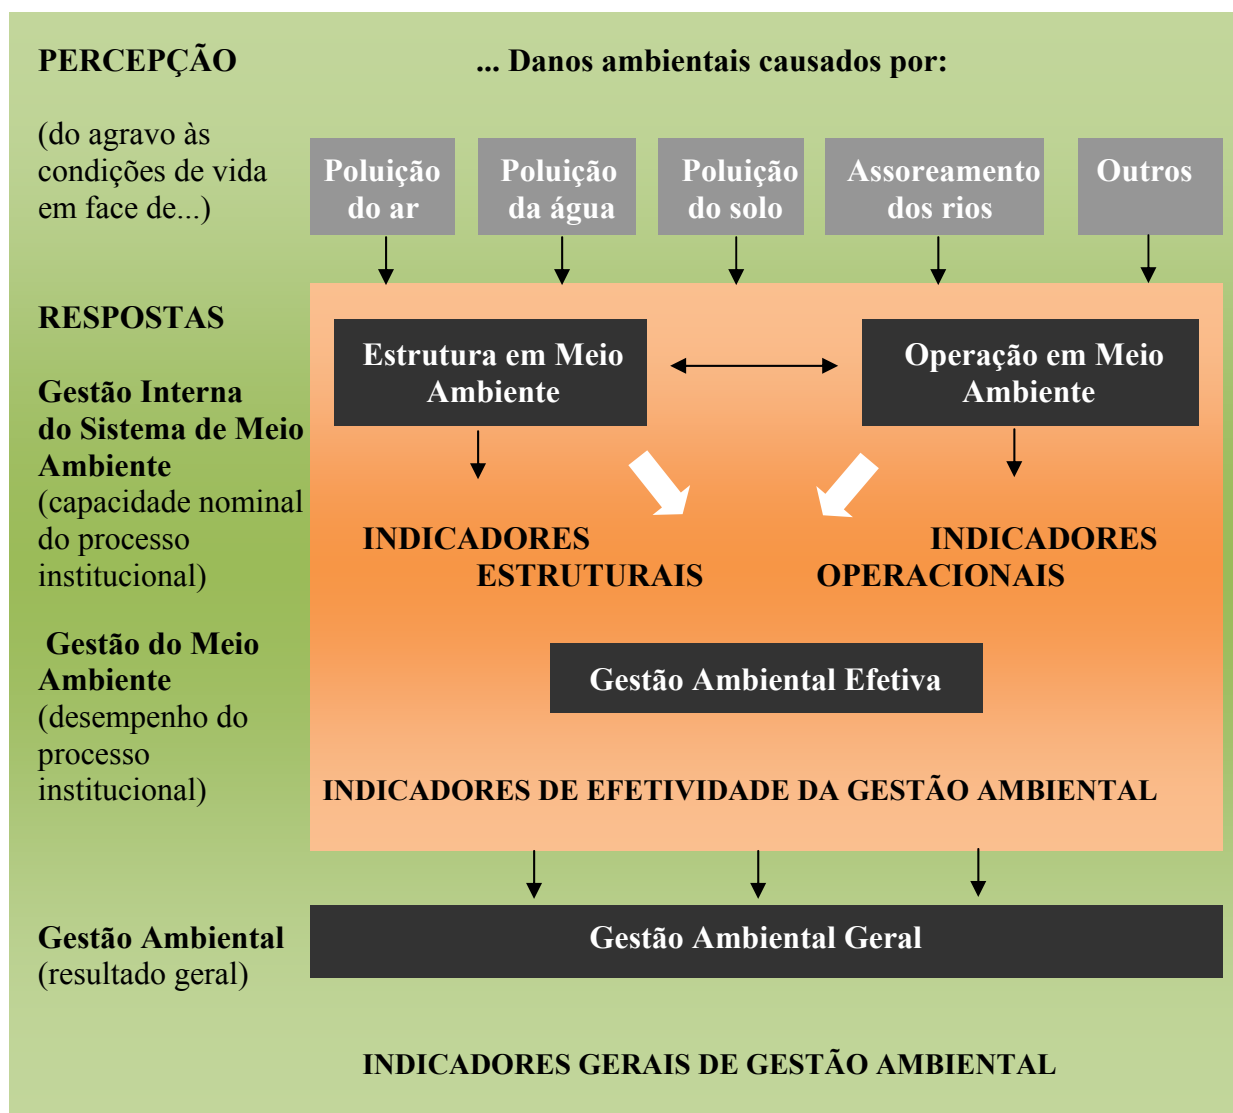 PERCEPÇÃO
... Danos ambientais causados por:
(do agravo às
condições de vida
em face de...)
Poluição
do ar
Poluição
da água
Poluição
do solo
Assoreamento
dos rios
Outros
RESPOSTAS
Estrutura em Meio
Ambiente
Operação em Meio
Ambiente
Gestão Interna
do Sistema de Meio
Ambiente
(capacidade nominal
do processo
institucional)
INDICADORES
ESTRUTURAIS
INDICADORES
OPERACIONAIS
Gestão do Meio
Ambiente
(desempenho do
processo
institucional)
Gestão Ambiental Efetiva
INDICADORES DE EFETIVIDADE DA GESTÃO AMBIENTAL
Gestão Ambiental
(resultado geral)
Gestão Ambiental Geral
INDICADORES GERAIS DE GESTÃO AMBIENTAL